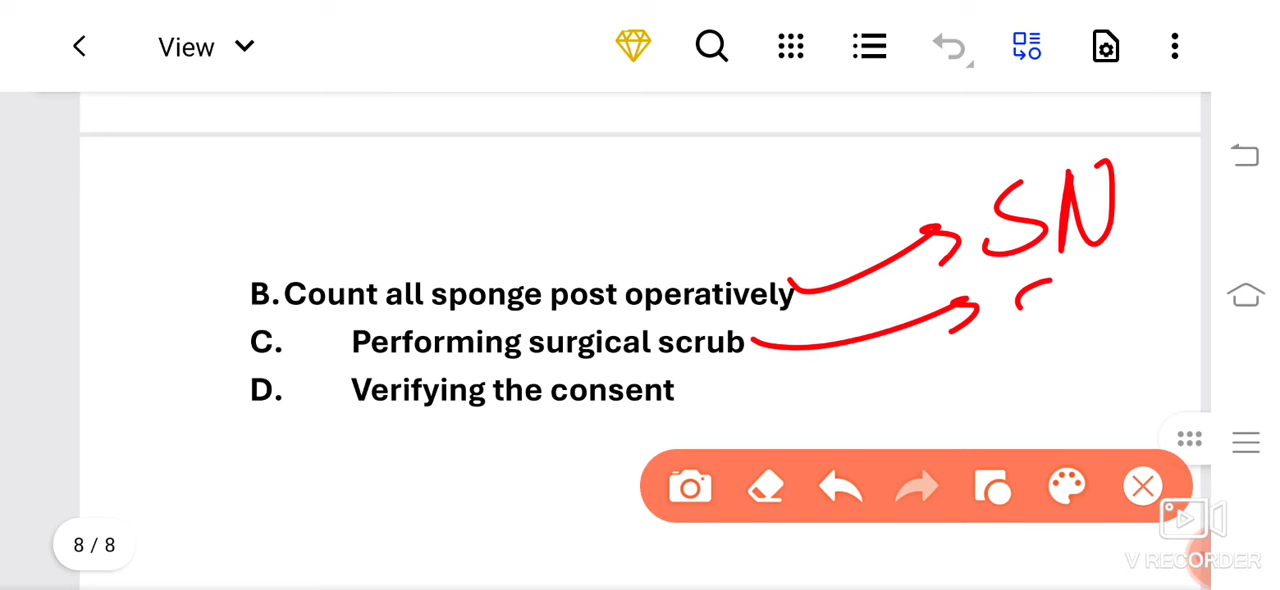 View
SN
B. Count all sponge post operatively
C. Performing surgical scrub
D. Verifying the consent
8 / 8
V RECORDER